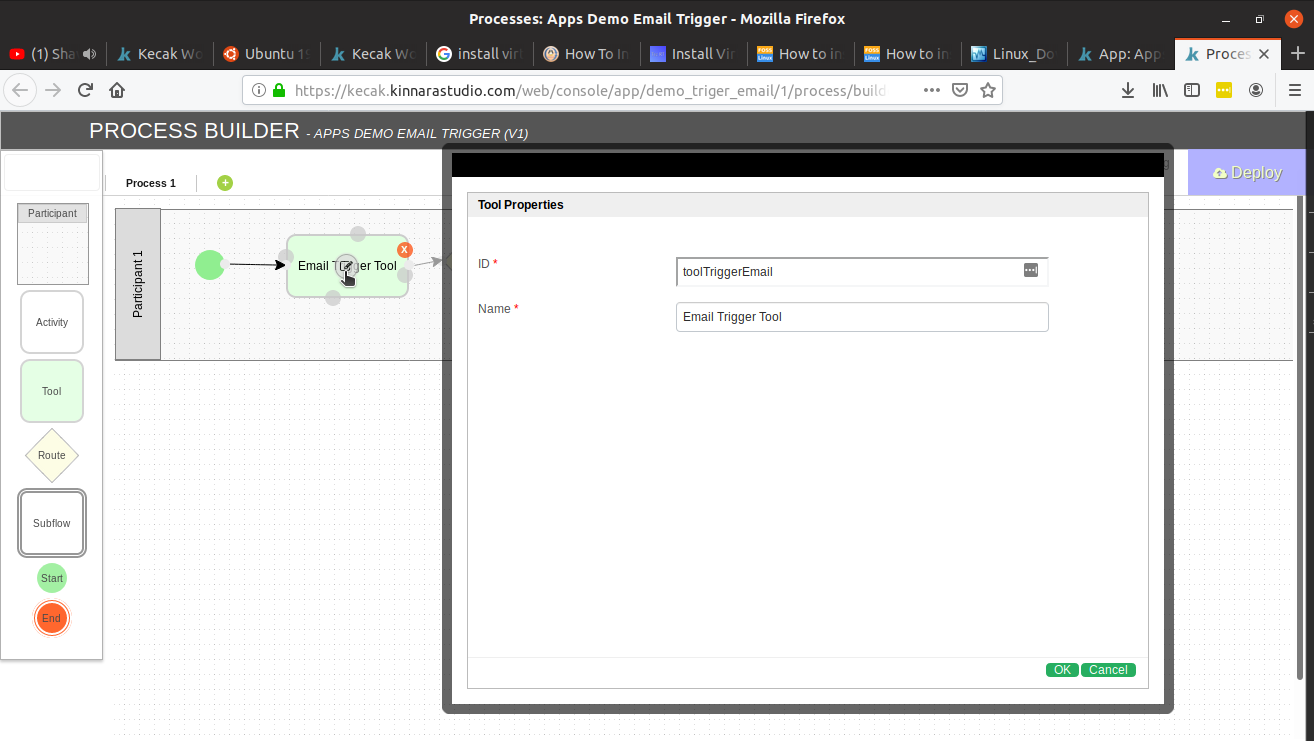 Processes: Apps Demo Email Trigger - Mozilla Firefox
(1) Sha
Kecak Wo
Ubuntu 1
Kecak Wo
install virt
How To In
Install Vir
How to in
How to in
Linux_Do
App: App
Proces
https://kecak.kinnarastudio.com/web/console/app/demo_triger_email/1/process/build
PROCESS BUILDER - APPS DEMO EMAIL TRIGGER (V1)
Process 1
Deploy
Participant
Activity
Tool
Route
Subflow
Start
End
Participant 1
Email Trigger Tool
X
Tool Properties
ID *
toolTriggerEmail
Name *
Email Trigger Tool
OK
Cancel